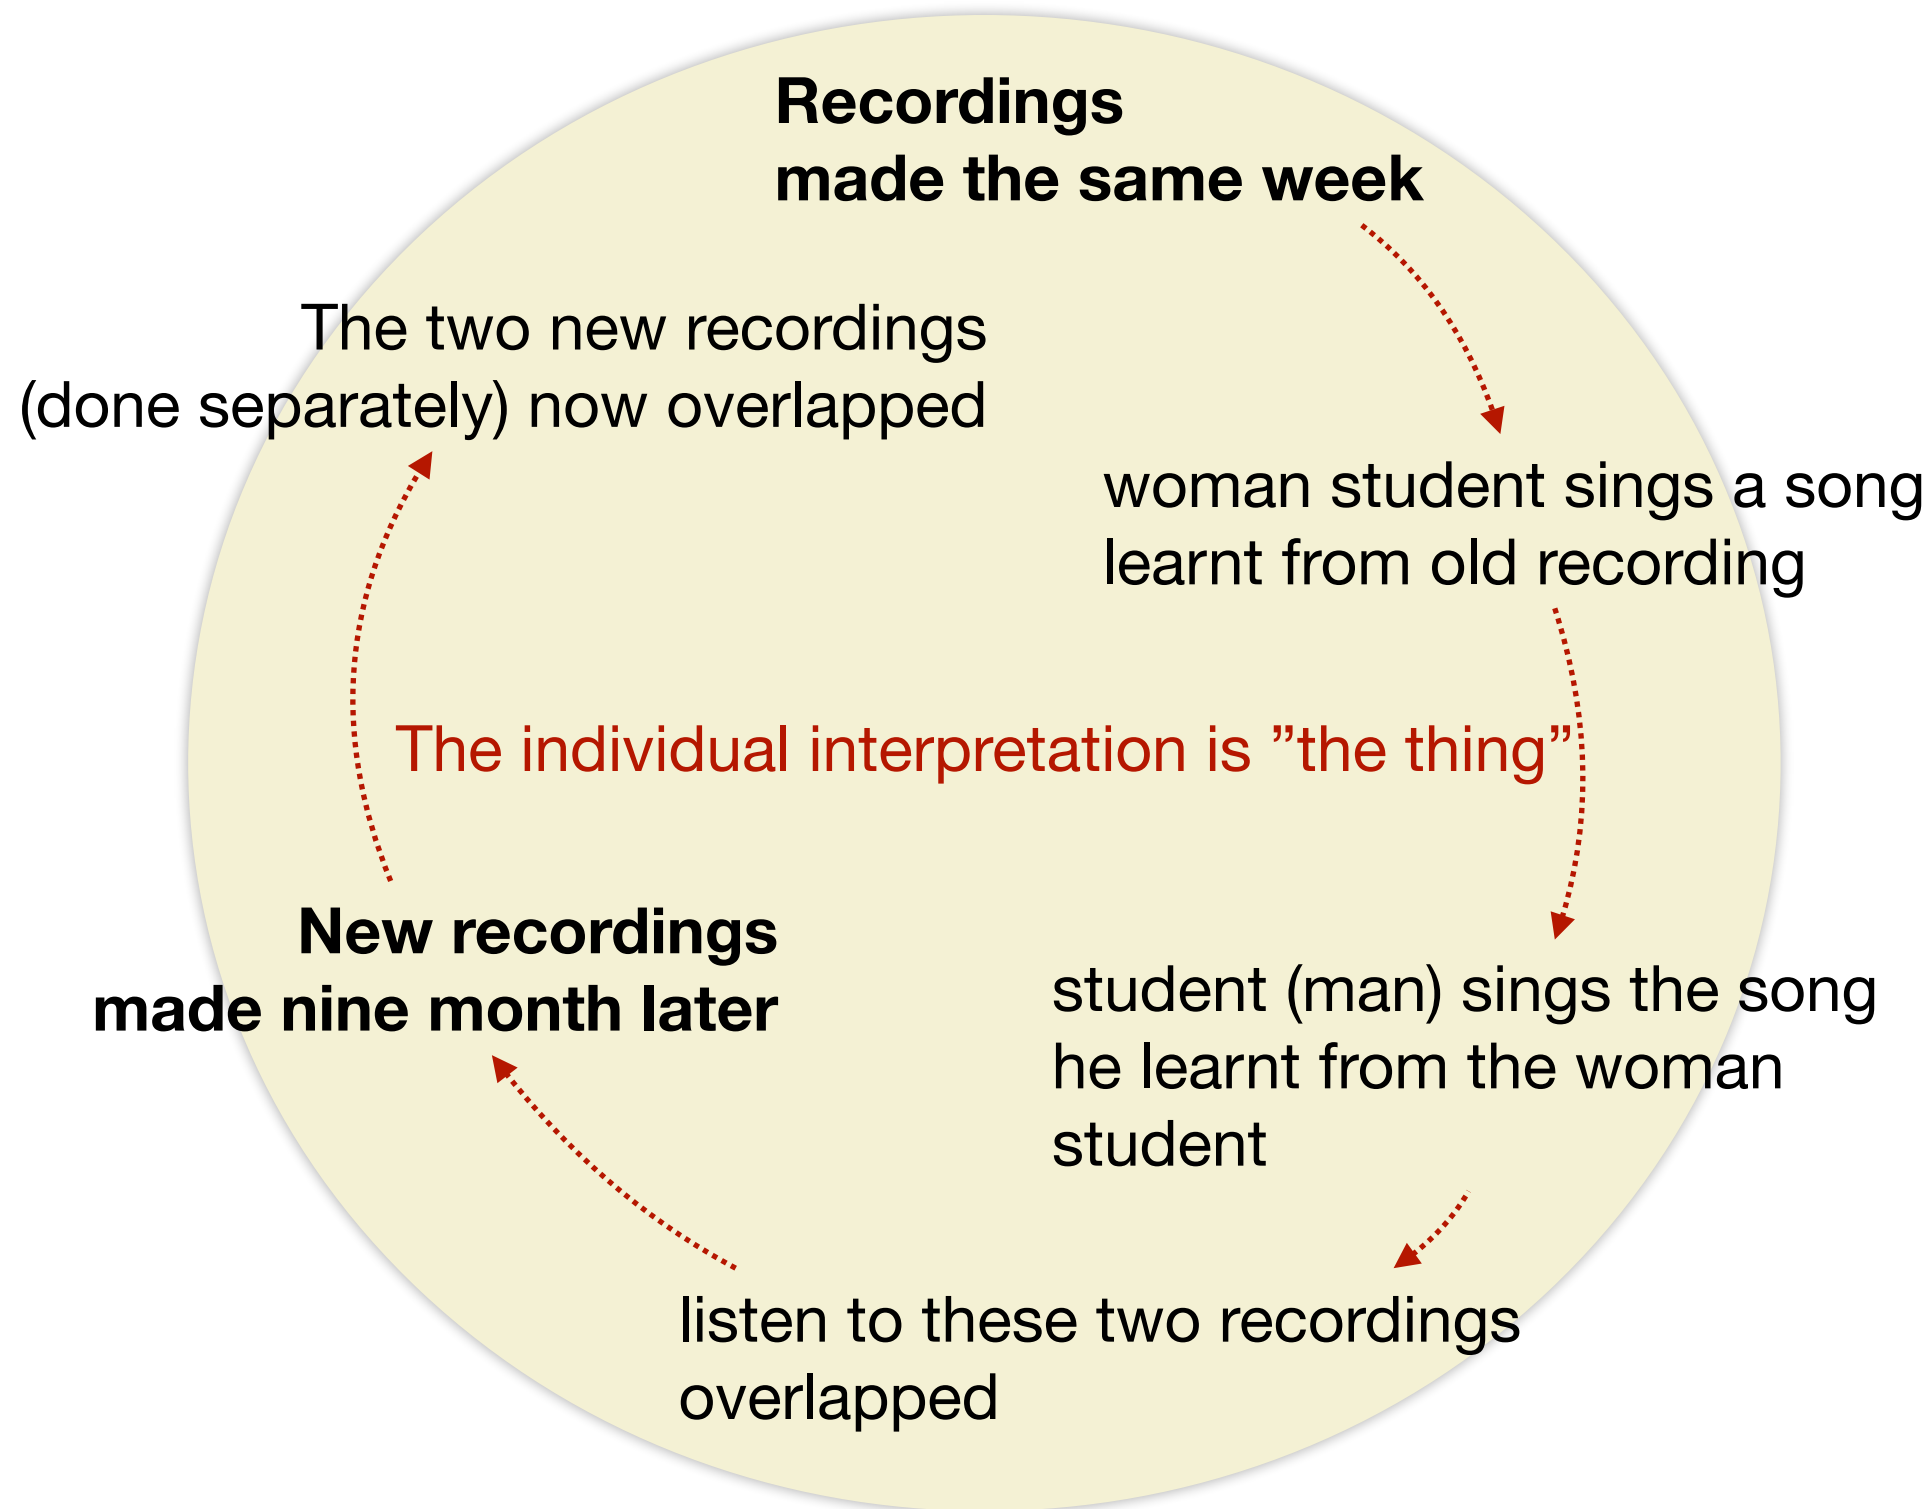 Recordings
made the same week
The two new recordings
(done separately) now overlapped
woman student sings a song
learnt from old recording
The individual interpretation is ”the thing”
New recordings
made nine month later
student (man) sings the song
he learnt from the woman
student
listen to these two recordings
overlapped